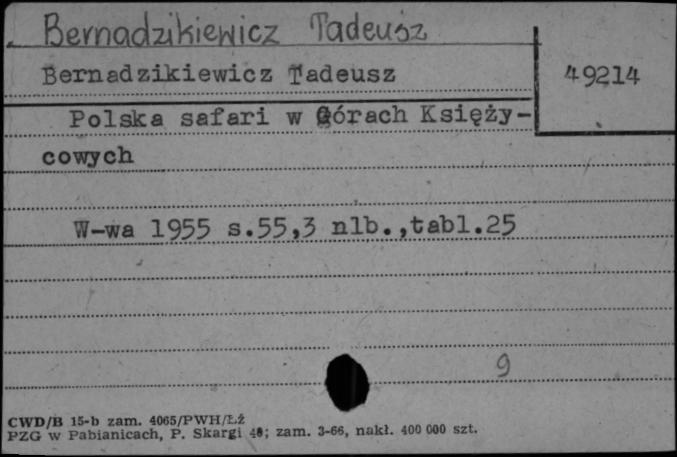 Bernadzikiewicz Tadeusz
Bernadzikiewicz Tadeusz
49214
Polska safari w Górach Księży-
cowych
W-wa 1955 s.55,3 nlb.,tabl.25
9
CWD/B 15-b zam. 4065/PWH/Łź
PZG w Pabianicach, P. Skargi 48; zam. 3-66, nakł. 400 000 szt.